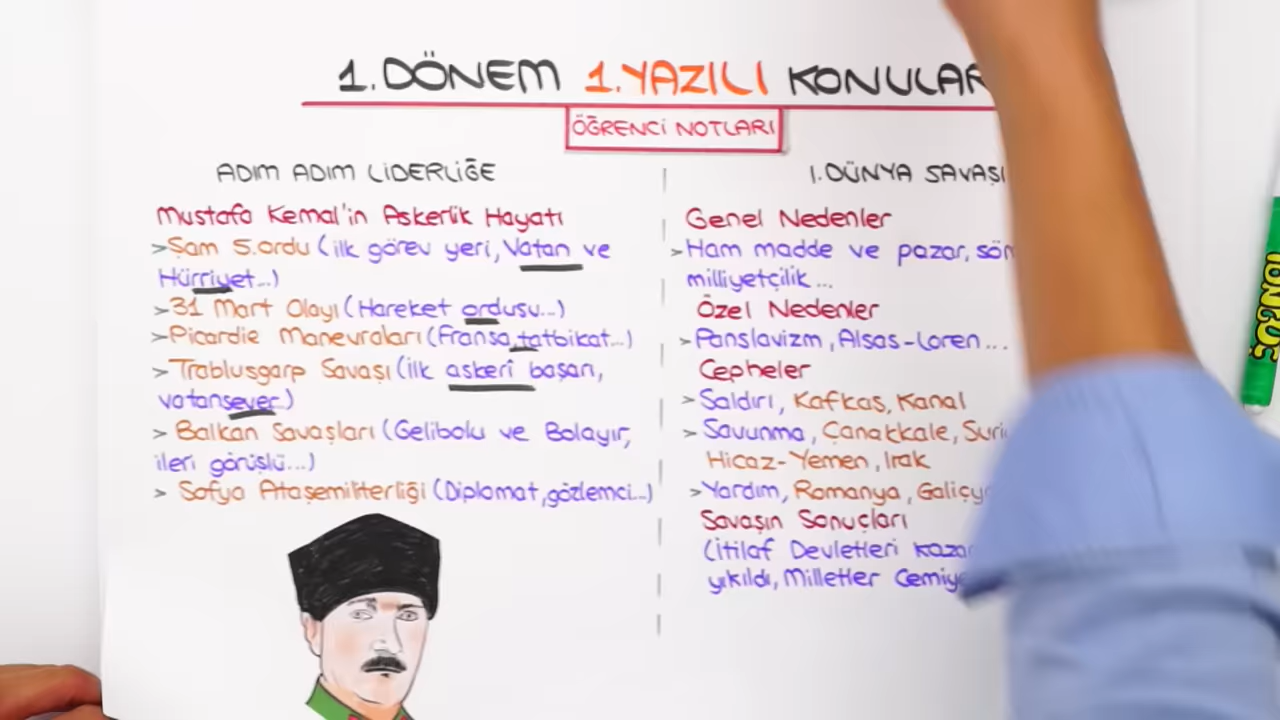 1.DÖNEM 1.YAZILI KONULAR
ÖĞRENCİ NOTLARI
ADIM ADIM LİDERLİĞE
Mustafa Kemal'in Askerlik Hayatı
>Şam 5.ordu (ilk görev yeri, Vatan ve
Hürriyet...)
>31 Mart Olayı (Hareket ordusu...)
>Picardie Manevraları (Fransa,tatbikat...)
> Trablusgarp Savaşı (ilk askerî başarı,
vatansever)
> Balkan Savaşları (Gelibolu ve Bolayır,
ileri görüşlü...)
> Sofya Ataşemiliterliği (Diplomat,gözlemci...)
I.DÜNYA SAVAŞI
Genel Nedenler
>Ham madde ve pazar,
milliyetçilik...
Özel Nedenler
>Panslavizm, Alsas-Loren...
Cepheler
>Saldırı, Kafkas, Kanal
> Savunma, Çanakkale,
Hicaz-Yemen, Irak
>Yardım, Romanya,
Savaşın Sonuçları
(İtilaf Devletleri
yıkıldı, Milletler